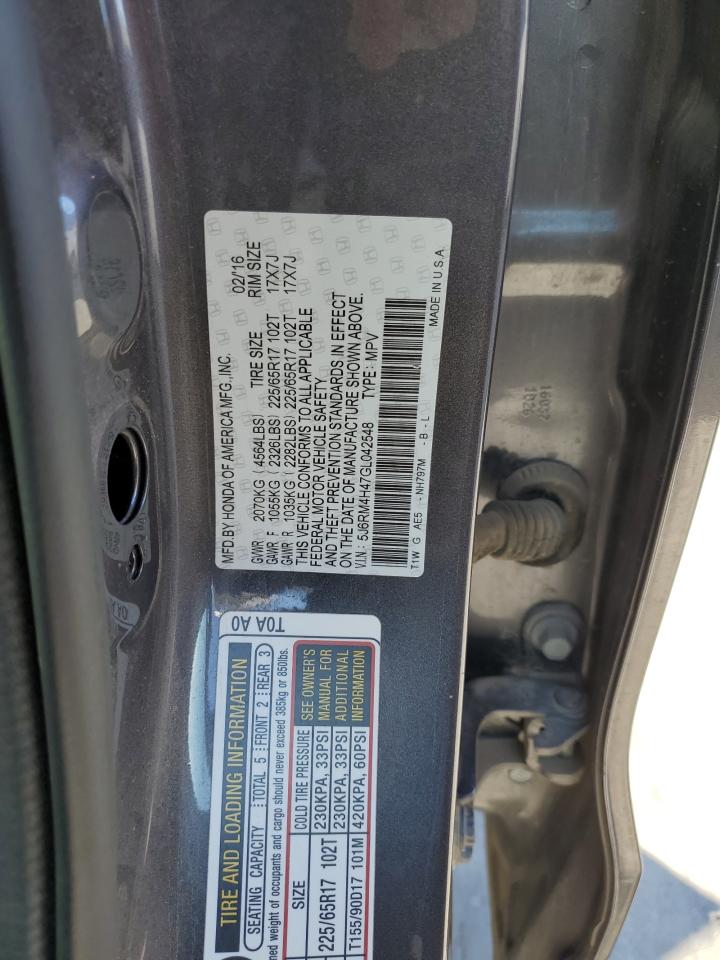 MFD.BY HONDA OF AMERICA MFG.,INC. 02/16
TIRE SIZE RIM SIZE
GVWR 2070KG ( 4564LBS)
GAWR F 1055KG ( 2326LBS) 225/65R17 102T 17X7J
GAWR R 1035KG ( 2282LBS) 225/65R17 102T 17X7J
THIS VEHICLE CONFORMS TO ALL APPLICABLE
FEDERAL MOTOR VEHICLE SAFETY
AND THEFT PREVENTION STANDARDS IN EFFECT
ON THE DATE OF MANUFACTURE SHOWN ABOVE.
V.I.N.: 5J6RM4H47GL042548 TYPE: MPV
T1W G AE5 - NH797M - B - L MADE IN U.S.A.
TIRE AND LOADING INFORMATION T0A A0
SEATING CAPACITY TOTAL 5 FRONT 2 REAR 3
weight of occupants and cargo should never exceed 385kg or 850lbs.
SIZE COLD TIRE PRESSURE
225/65R17 102T 230KPA, 33PSI
230KPA, 33PSI
T155/90D17 101M 420KPA, 60PSI
SEE OWNER'S
MANUAL FOR
ADDITIONAL
INFORMATION